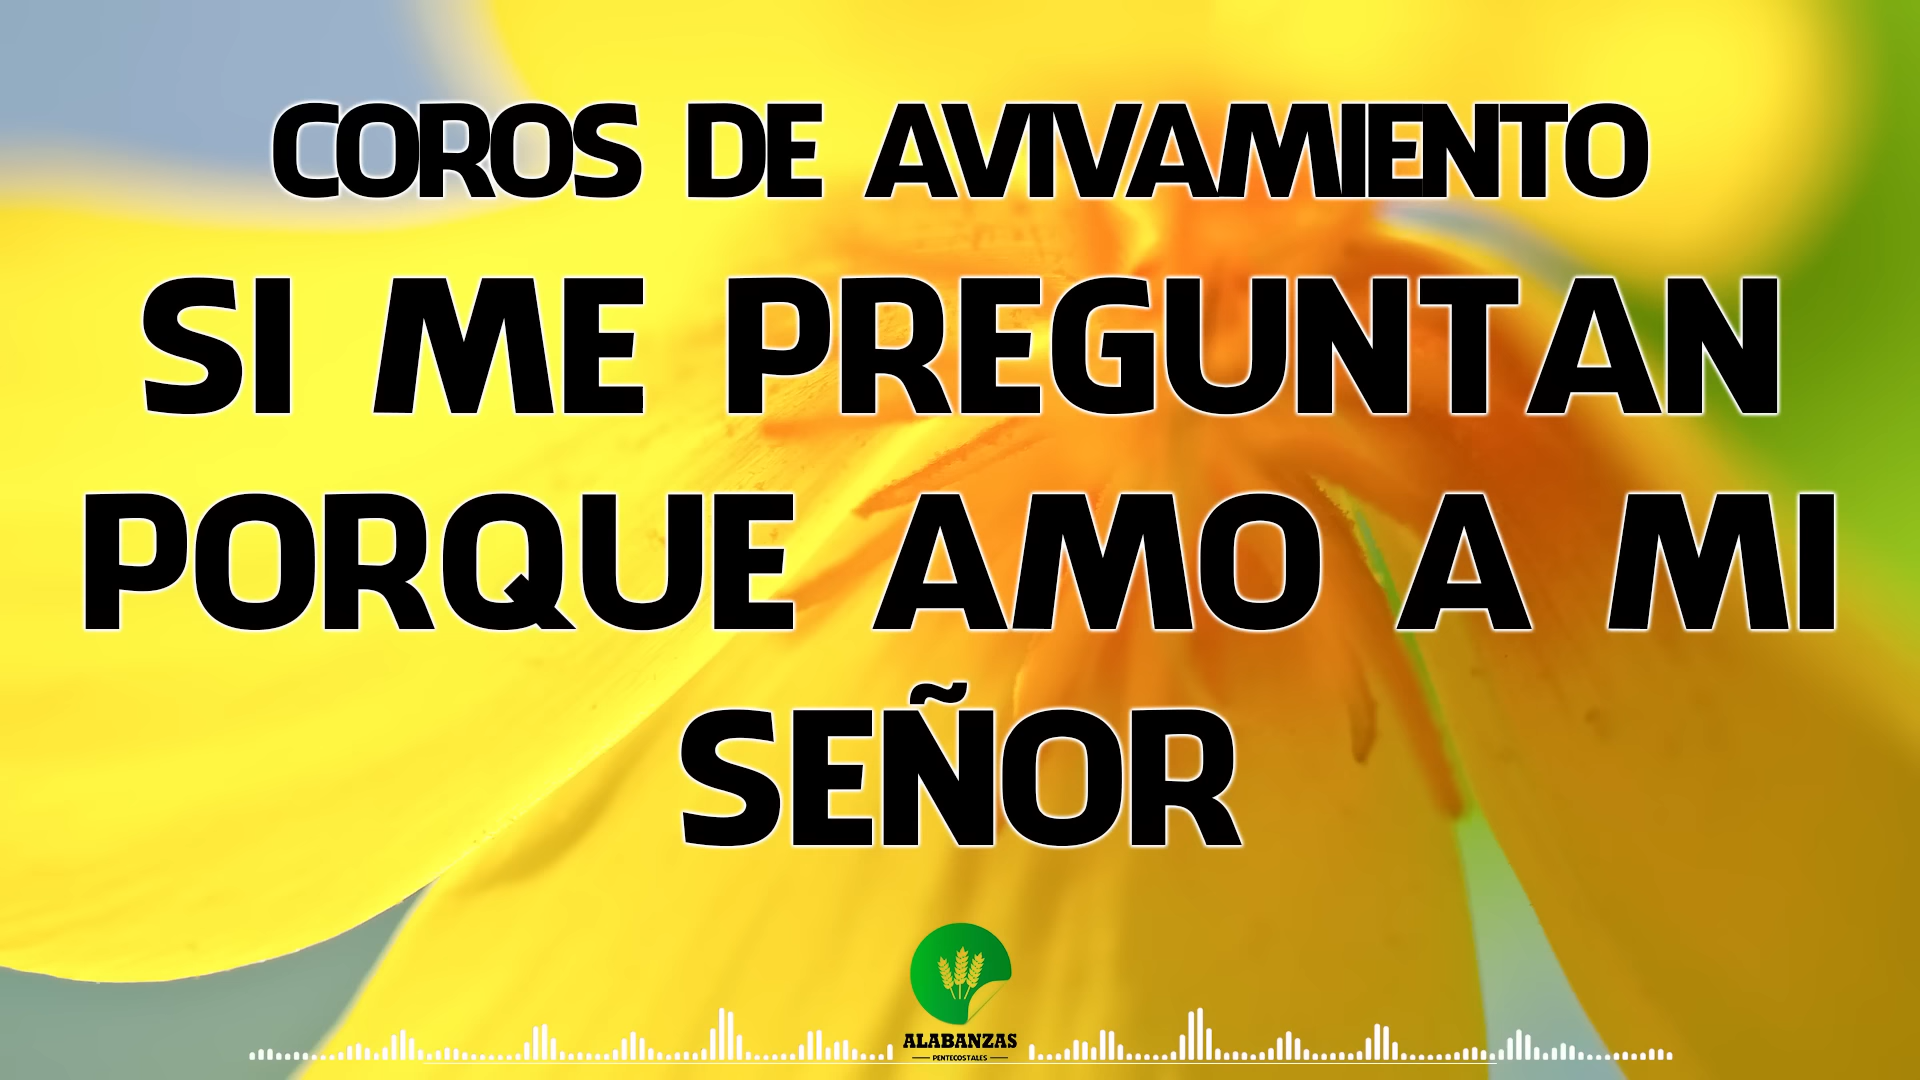 COROS DE AVIVAMIENTO
SI ME PREGUNTAN
PORQUE AMO A MI
SEÑOR
ALABANZAS
PENTECOSTALES